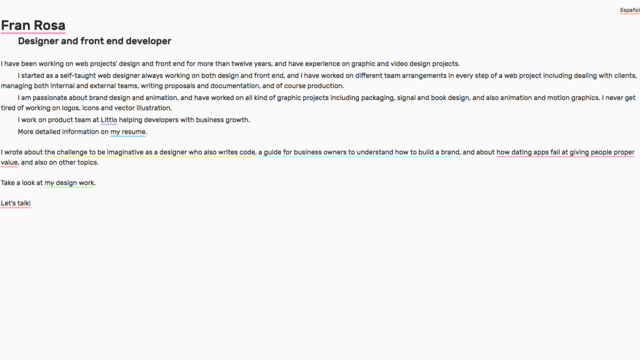 Español
Fran Rosa
Designer and front end developer
I have been working on web projects' design and front end for more than twelve years, and have experience on graphic and video design projects.
I started as a self-taught web designer always working on both design and front end, and I have worked on different team arrangements in every step of a web project including dealing with clients,
managing both internal and external teams, writing proposals and documentation, and of course production.
I am passionate about brand design and animation, and have worked on all kind of graphic projects including packaging, signal and book design, and also animation and motion graphics. I never get
tired of working on logos, icons and vector illustration.
I work on product team at Littio helping developers with business growth.
More detailed information on my resume.
I wrote about the challenge to be imaginative as a designer who also writes code, a guide for business owners to understand how to build a brand, and about how dating apps fail at giving people proper
value, and also on other topics.
Take a look at my design work.
Let's talk!